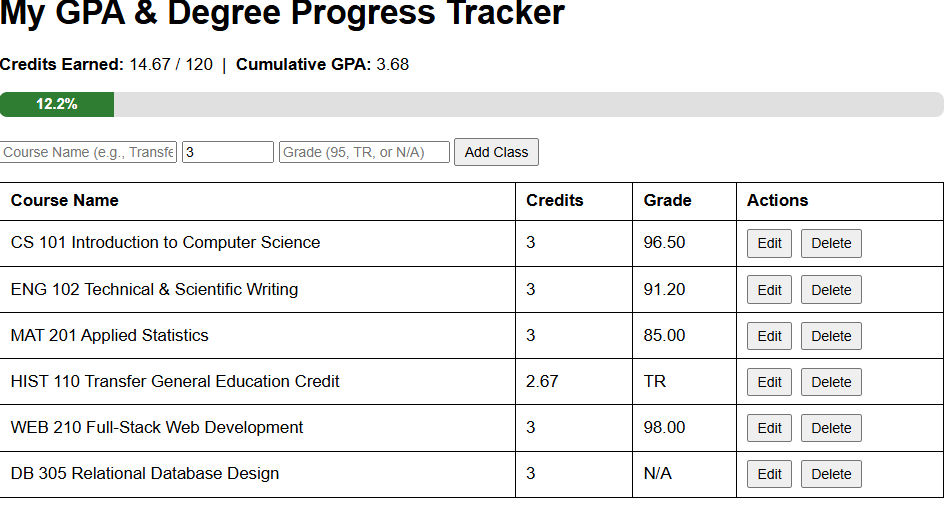 My GPA & Degree Progress Tracker
Credits Earned: 14.67 / 120 | Cumulative GPA: 3.68
12.2%
Course Name (e.g., Transfe 3 Grade (95, TR, or N/A) Add Class
Course Name Credits Grade Actions
CS 101 Introduction to Computer Science 3 96.50 Edit Delete
ENG 102 Technical & Scientific Writing 3 91.20 Edit Delete
MAT 201 Applied Statistics 3 85.00 Edit Delete
HIST 110 Transfer General Education Credit 2.67 TR Edit Delete
WEB 210 Full-Stack Web Development 3 98.00 Edit Delete
DB 305 Relational Database Design 3 N/A Edit Delete